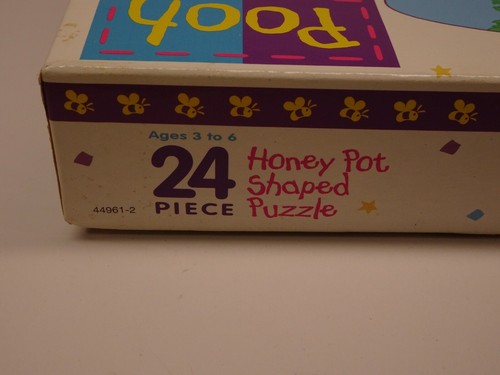 Pooh
Ages 3 to 6
24
PIECE
Honey Pot
Shaped
Puzzle
44961-2